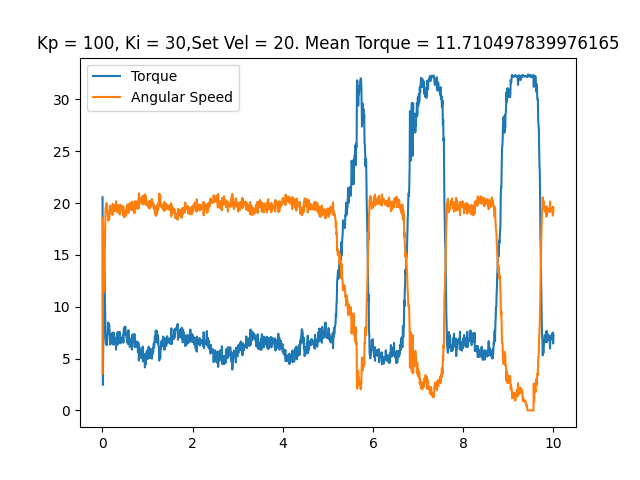 Kp = 100, Ki = 30,Set Vel = 20. Mean Torque = 11.710497839976165
Torque
Angular Speed
30
25
20
15
10
5
0
0 2 4 6 8 10